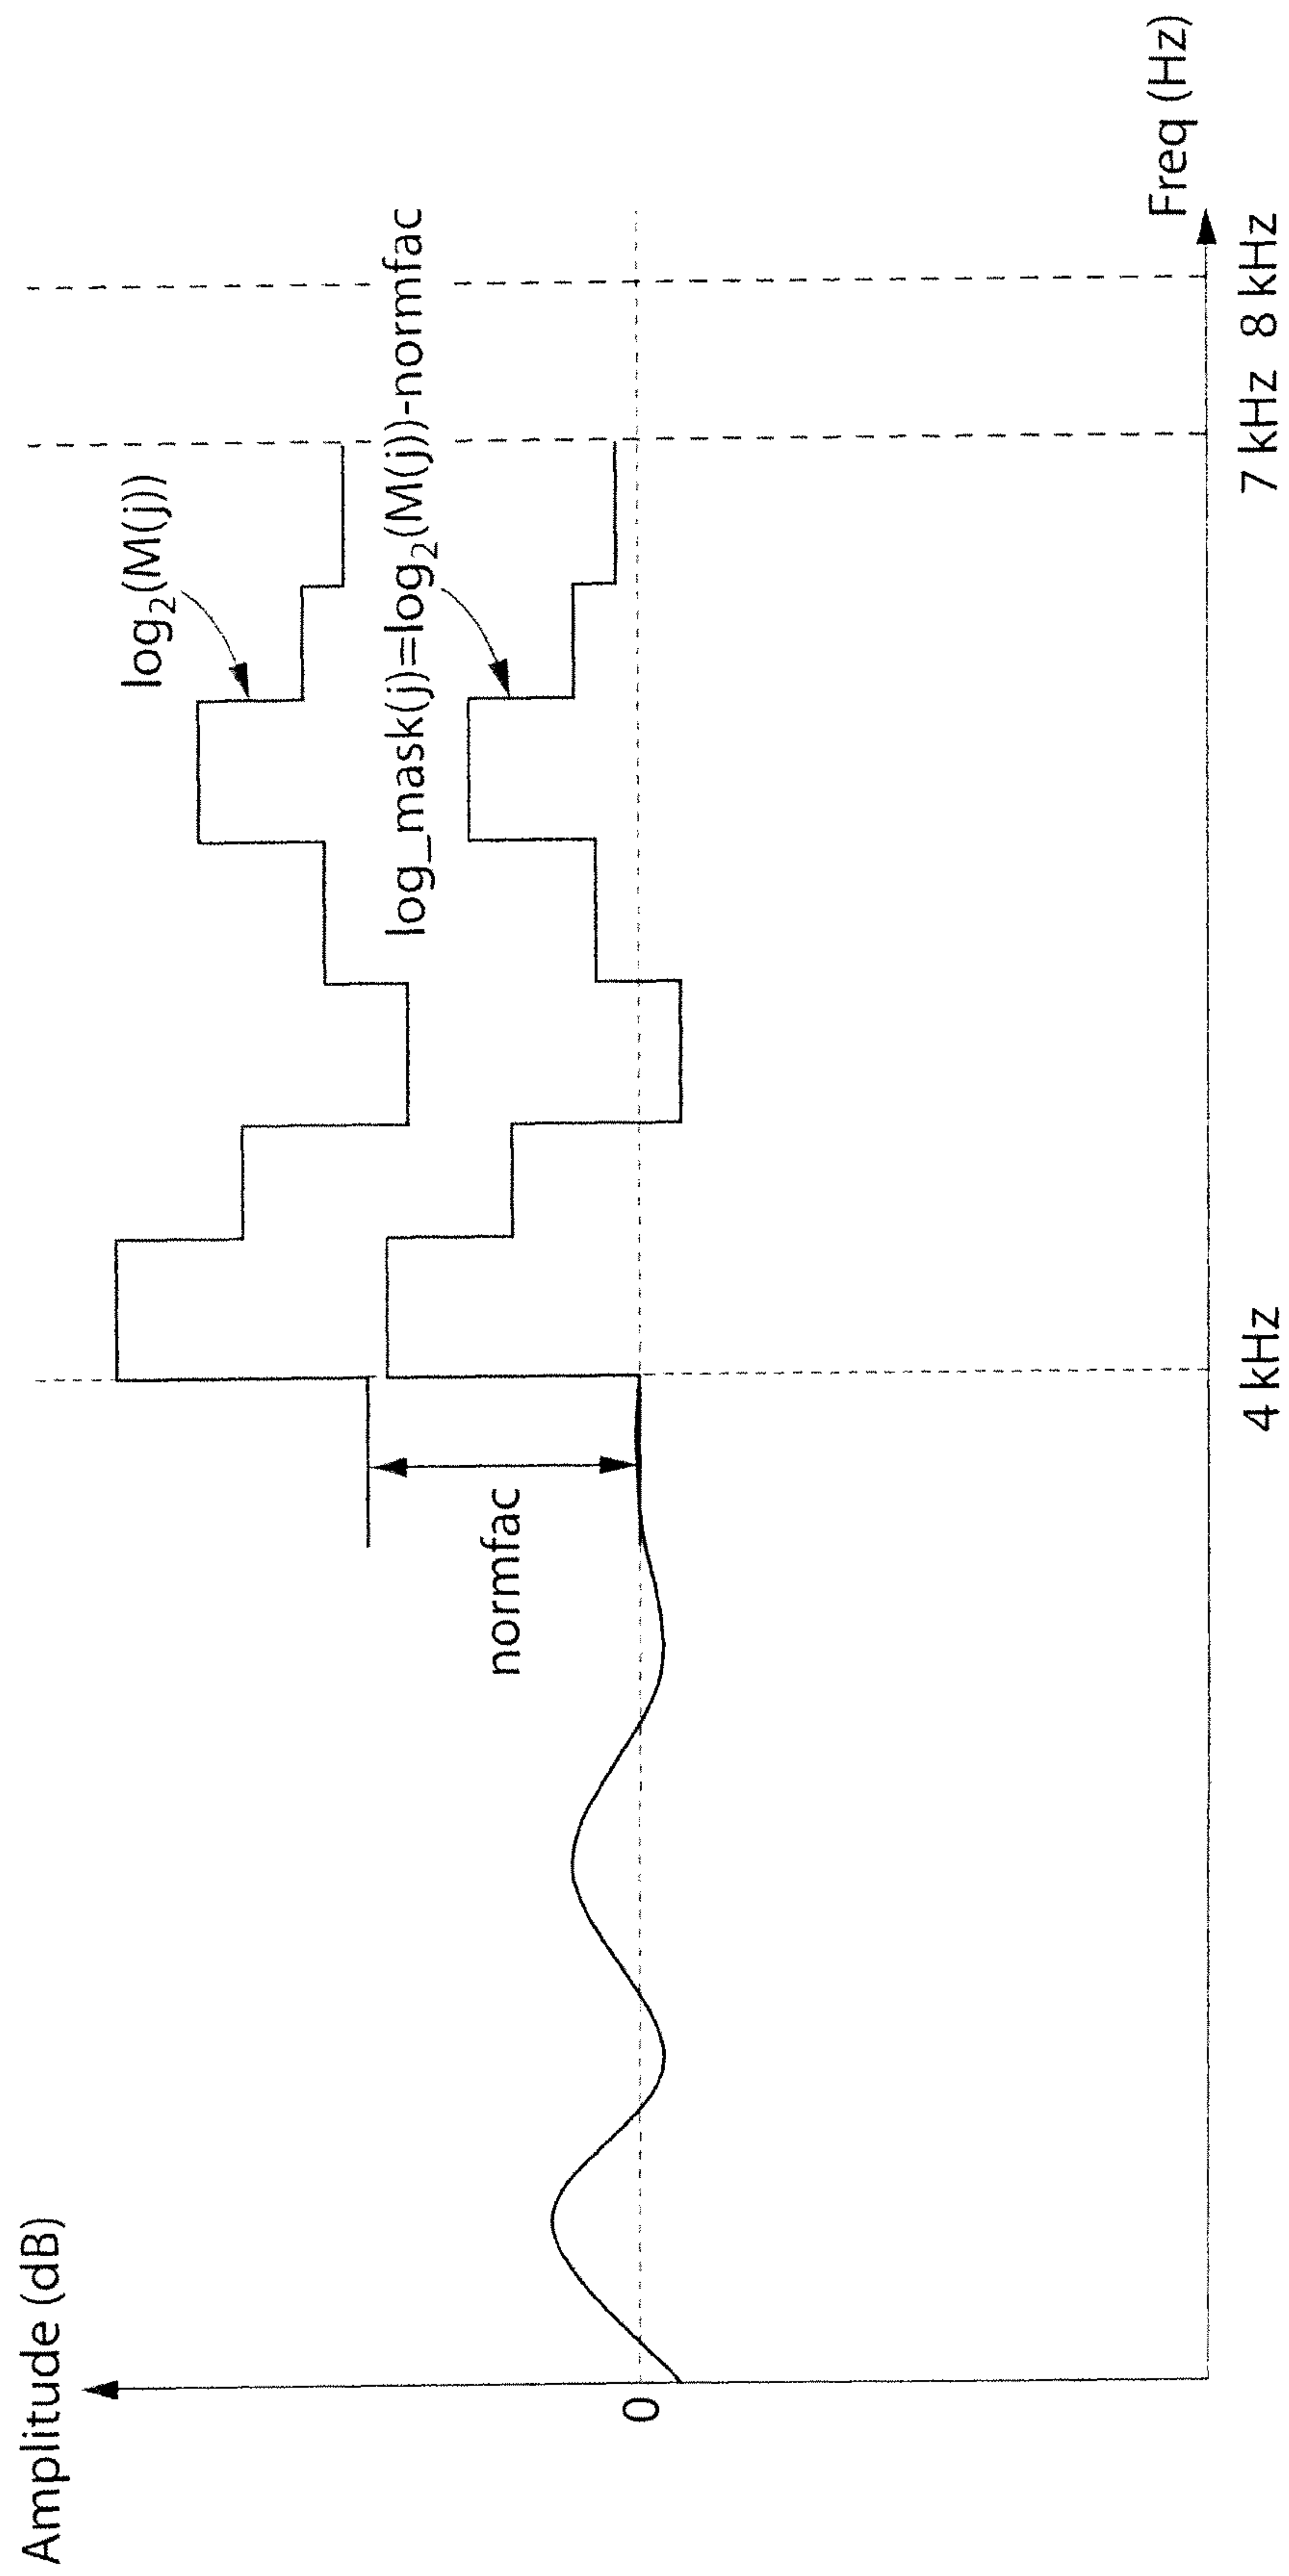 Amplitude (dB)
log₂(M(j))
log_mask(j)=log₂(M(j))-normfac
normfac
0
4 kHz
7 kHz
8 kHz
Freq (Hz)